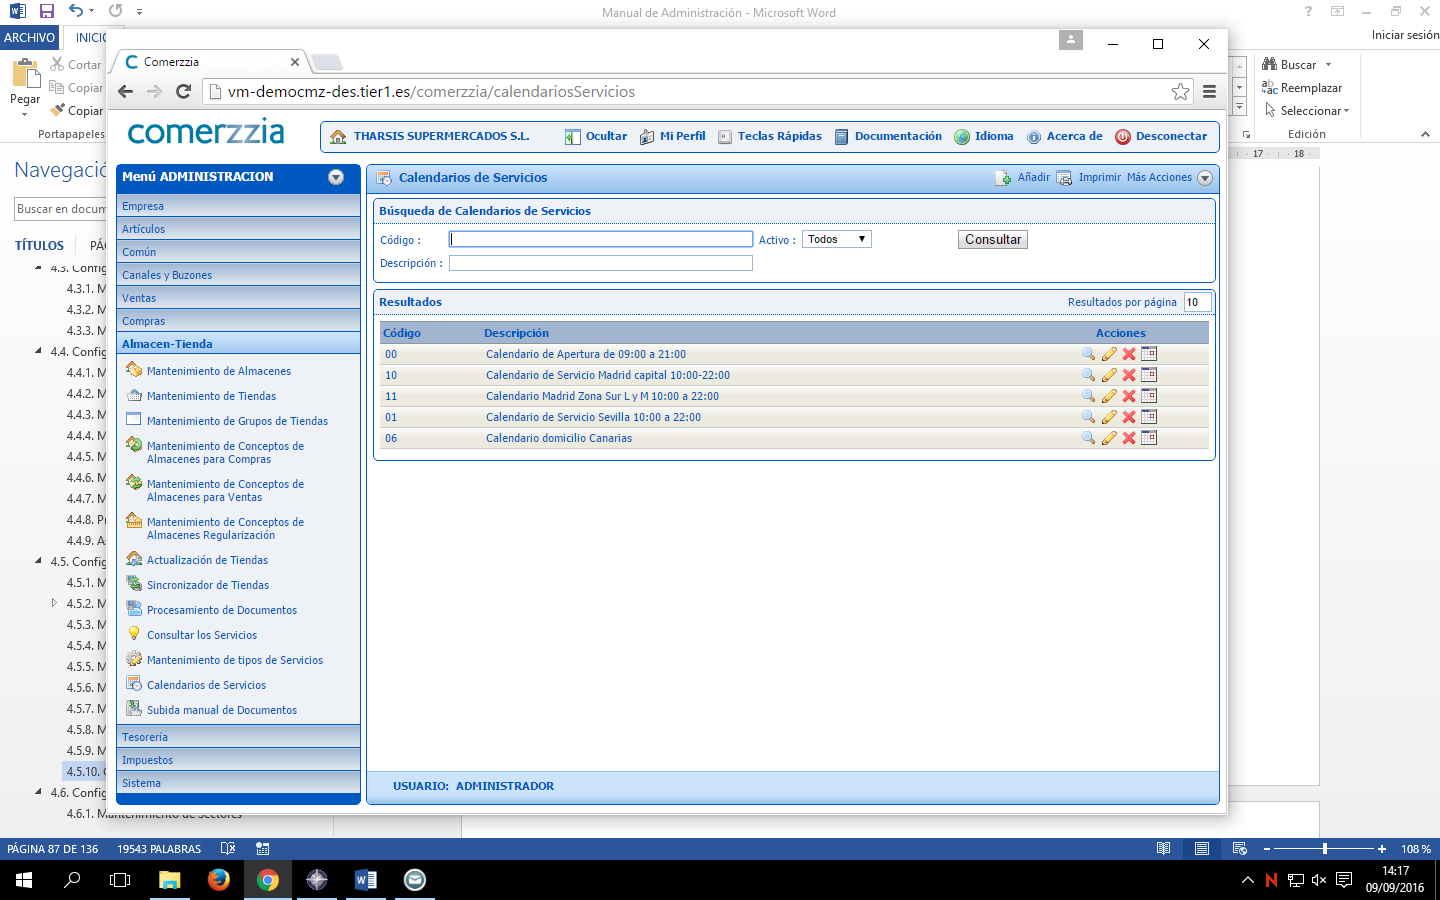 Manual de Administración - Microsoft Word
ARCHIVO
INICI
Iniciar sesión
Pegar
Cortar
Copiar
Copiar
Portapapeles
Buscar
Reemplazar
Seleccionar
Edición
17 18
Navegació
Buscar en docum
TÍTULOS
PÁ
4.3. Config
4.3.1. M
4.3.2. M
4.3.3. M
4.4. Config
4.4.1. M
4.4.2. M
4.4.3. M
4.4.4. M
4.4.5. M
4.4.6. M
4.4.7. M
4.4.8. Pr
4.4.9. A
4.5. Config
4.5.1. M
4.5.2. M
4.5.3. M
4.5.4. M
4.5.5. M
4.5.6. M
4.5.7. M
4.5.8. M
4.5.9. M
4.5.10. C
4.6. Config
4.6.1. Mantenimiento de Sectores
Comerzzia
vm-democmz-des.tier1.es/comerzzia/calendariosServicios
comerzzia
THARSIS SUPERMERCADOS S.L.
Ocultar
Mi Perfil
Teclas Rápidas
Documentación
Idioma
Acerca de
Desconectar
Menú ADMINISTRACION
Empresa
Artículos
Común
Canales y Buzones
Ventas
Compras
Almacen-Tienda
Mantenimiento de Almacenes
Mantenimiento de Tiendas
Mantenimiento de Grupos de Tiendas
Mantenimiento de Conceptos de
Almacenes para Compras
Mantenimiento de Conceptos de
Almacenes para Ventas
Mantenimiento de Conceptos de
Almacenes Regularización
Actualización de Tiendas
Sincronizador de Tiendas
Procesamiento de Documentos
Consultar los Servicios
Mantenimiento de tipos de Servicios
Calendarios de Servicios
Subida manual de Documentos
Tesorería
Impuestos
Sistema
Calendarios de Servicios
Añadir
Imprimir
Más Acciones
Búsqueda de Calendarios de Servicios
Código :
Activo :
Todos
Consultar
Descripción :
Resultados
Resultados por página
10
Código Descripción Acciones
00 Calendario de Apertura de 09:00 a 21:00
10 Calendario de Servicio Madrid capital 10:00-22:00
11 Calendario Madrid Zona Sur L y M 10:00 a 22:00
01 Calendario de Servicio Sevilla 10:00 a 22:00
06 Calendario domicilio Canarias
USUARIO: ADMINISTRADOR
PÁGINA 87 DE 136
19543 PALABRAS
108 %
14:17
09/09/2016